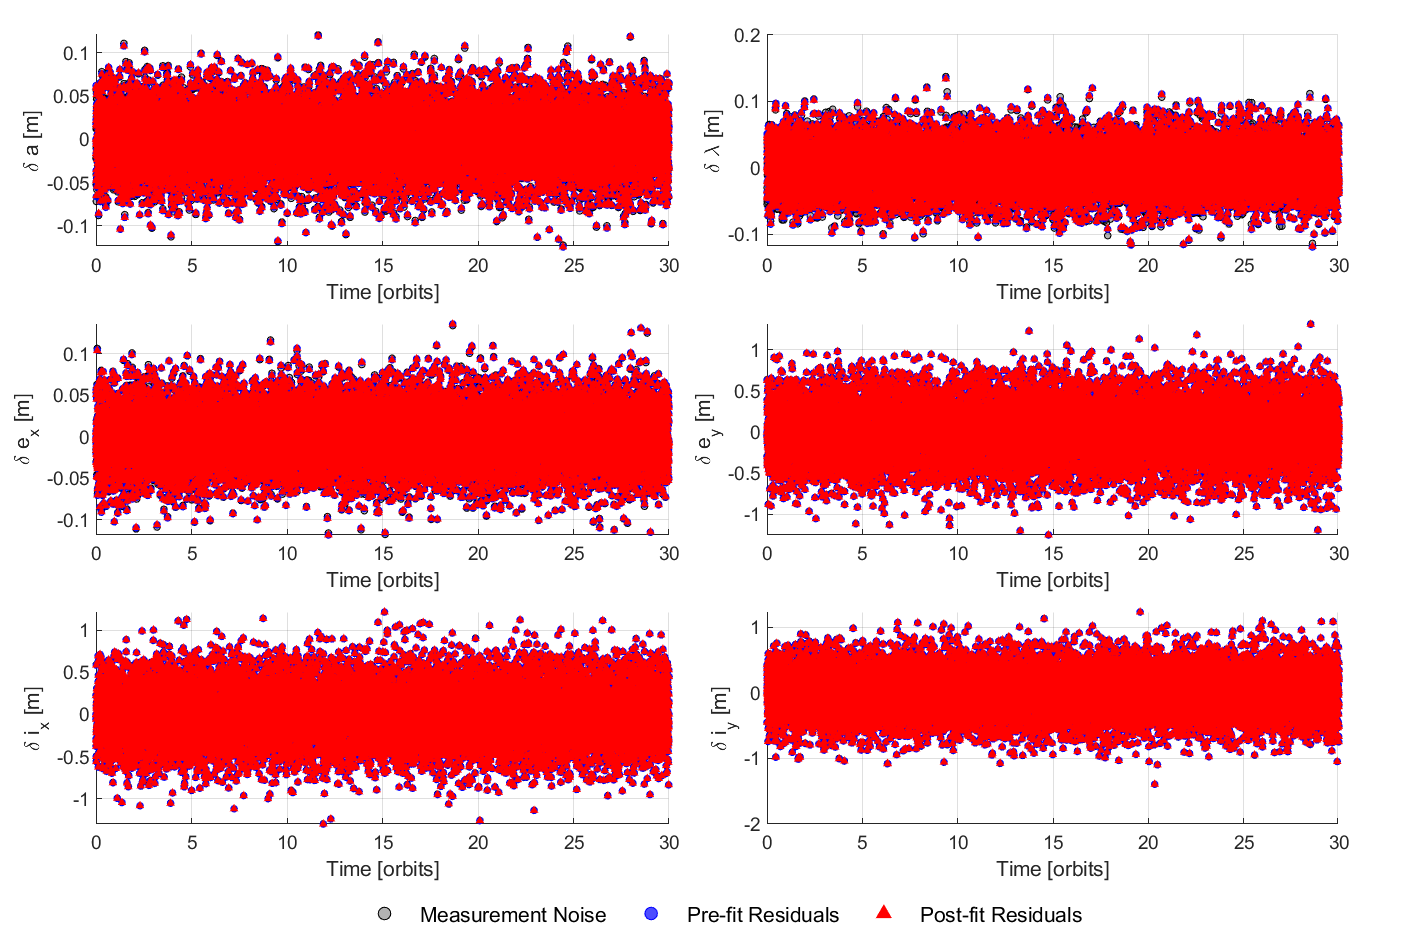 0.1
0.05
0
-0.05
-0.1
δ a [m]
0 5 10 15 20 25 30
Time [orbits]
0.2
0.1
0
-0.1
δ λ [m]
0 5 10 15 20 25 30
Time [orbits]
0.1
0.05
0
-0.05
-0.1
δ e_x [m]
0 5 10 15 20 25 30
Time [orbits]
1
0.5
0
-0.5
-1
δ e_y [m]
0 5 10 15 20 25 30
Time [orbits]
1
0.5
0
-0.5
-1
δ i_x [m]
0 5 10 15 20 25 30
Time [orbits]
1
0
-1
-2
δ i_y [m]
0 5 10 15 20 25 30
Time [orbits]
Measurement Noise Pre-fit Residuals Post-fit Residuals